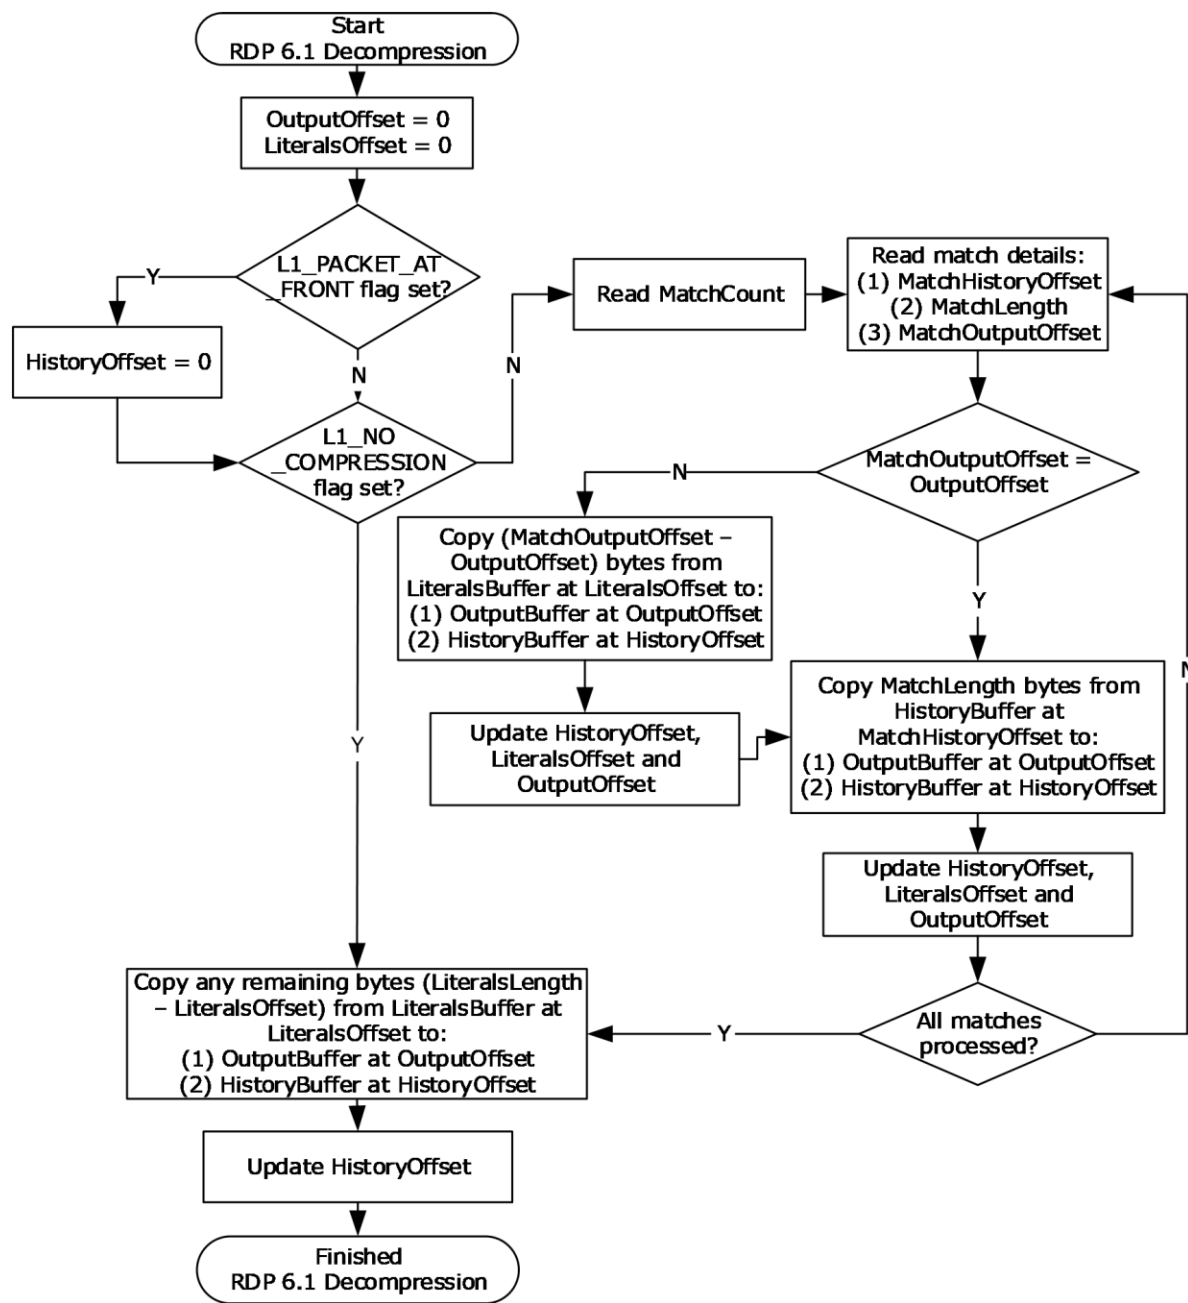 Start
RDP 6.1 Decompression
OutputOffset = 0
LiteralsOffset = 0
L1_PACKET_AT
_FRONT flag set?
Y
HistoryOffset = 0
N
L1_NO
_COMPRESSION
flag set?
N
Read MatchCount
Read match details:
(1) MatchHistoryOffset
(2) MatchLength
(3) MatchOutputOffset
MatchOutputOffset =
OutputOffset
N
Copy (MatchOutputOffset –
OutputOffset) bytes from
LiteralsBuffer at LiteralsOffset to:
(1) OutputBuffer at OutputOffset
(2) HistoryBuffer at HistoryOffset
Update HistoryOffset,
LiteralsOffset and
OutputOffset
Y
Copy MatchLength bytes from
HistoryBuffer at
MatchHistoryOffset to:
(1) OutputBuffer at OutputOffset
(2) HistoryBuffer at HistoryOffset
Update HistoryOffset,
LiteralsOffset and
OutputOffset
All matches
processed?
N
Y
Y
Copy any remaining bytes (LiteralsLength
– LiteralsOffset) from LiteralsBuffer at
LiteralsOffset to:
(1) OutputBuffer at OutputOffset
(2) HistoryBuffer at HistoryOffset
Update HistoryOffset
Finished
RDP 6.1 Decompression